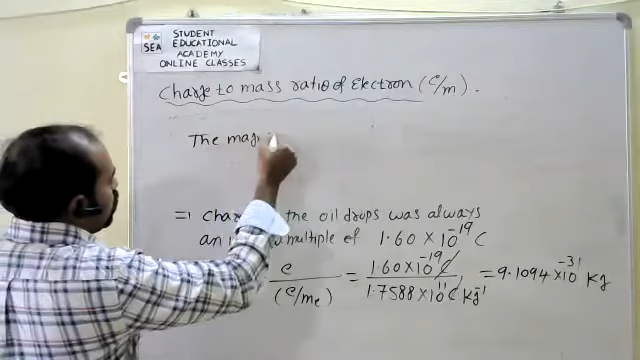 SEA
STUDENT
EDUCATIONAL
ACADEMY
ONLINE CLASSES
Charge to mass ratio of Electron (e/m).
The mag
=) Char the oil drops was always
an multiple of 1.60 × 10⁻¹⁹ C
e / (e/mₑ) = 1.60 × 10⁻¹⁹ C / 1.7588 × 10¹¹ C kg⁻¹ = 9.1094 × 10⁻³¹ kg